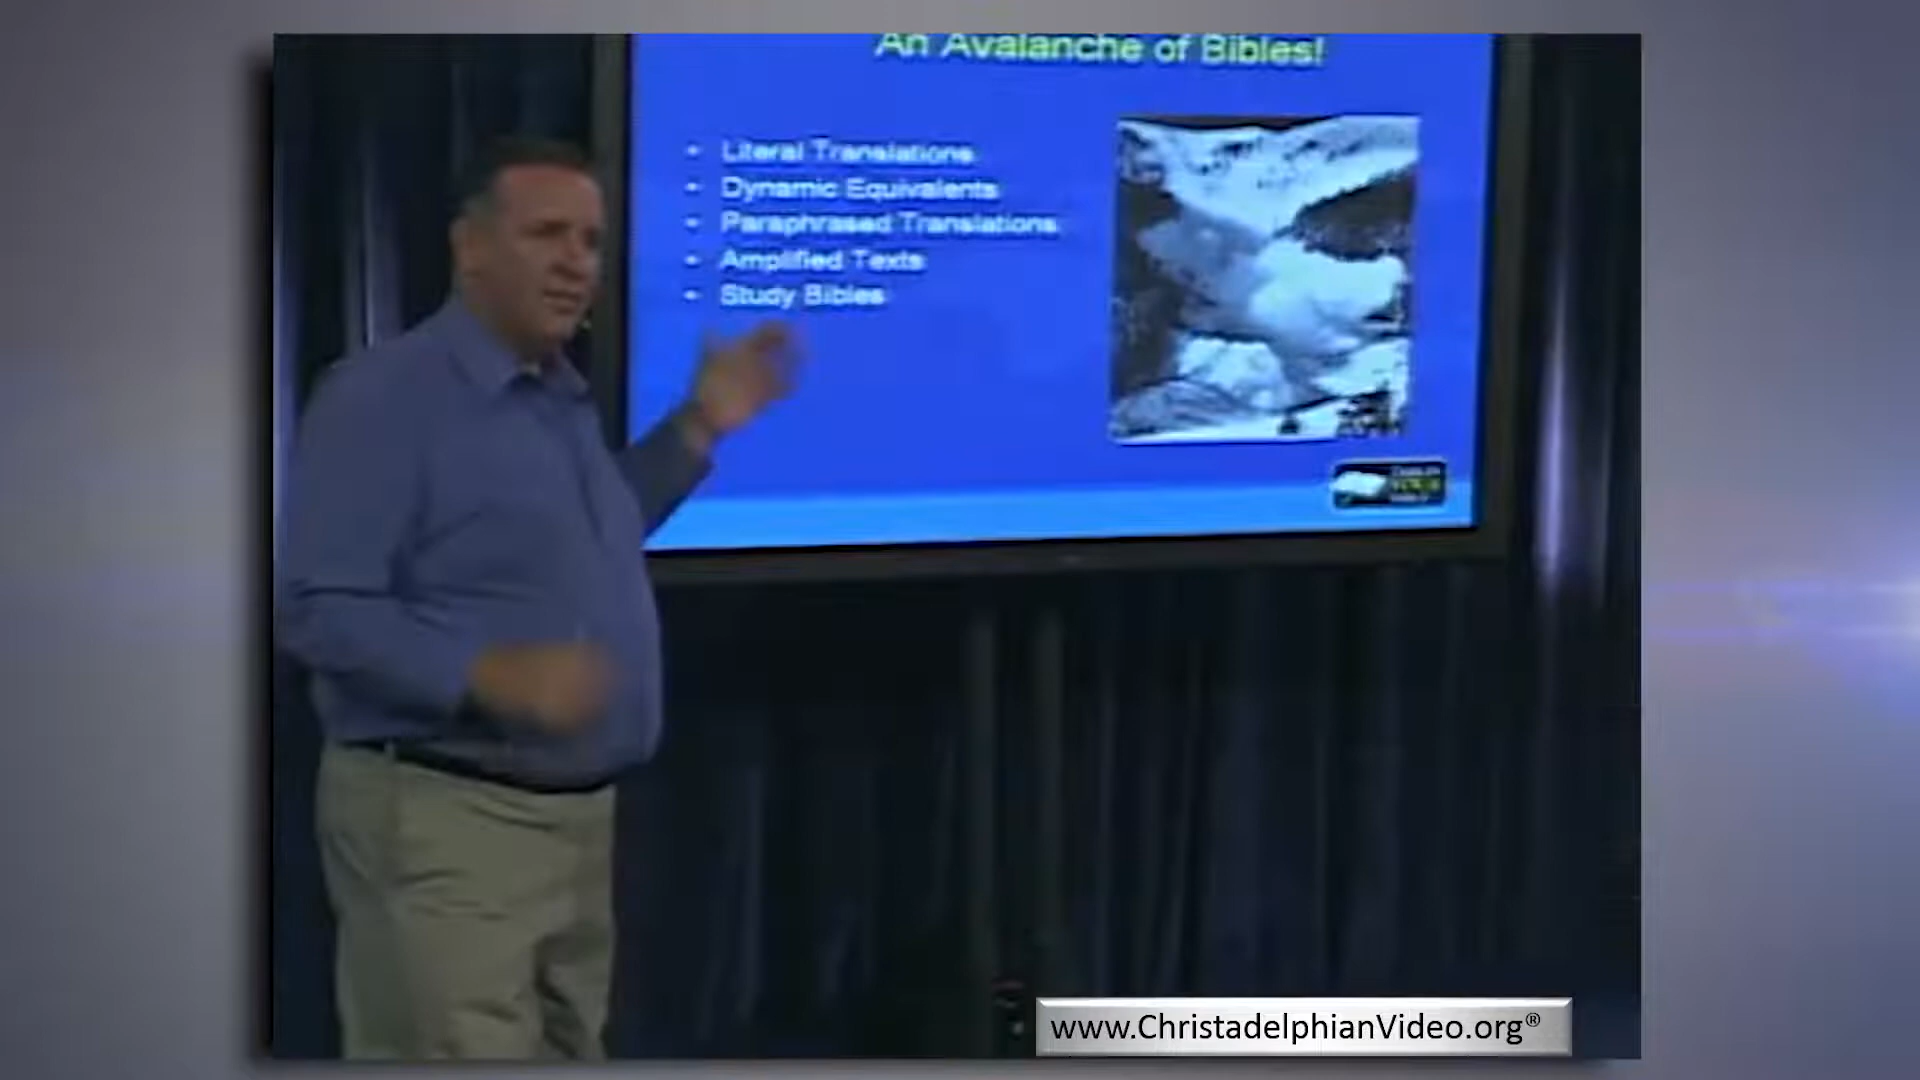 An Avalanche of Bibles!
• Literal Translations
• Dynamic Equivalents
• Paraphrased Translations
• Amplified Texts
• Study Bibles
www.ChristadelphianVideo.org®